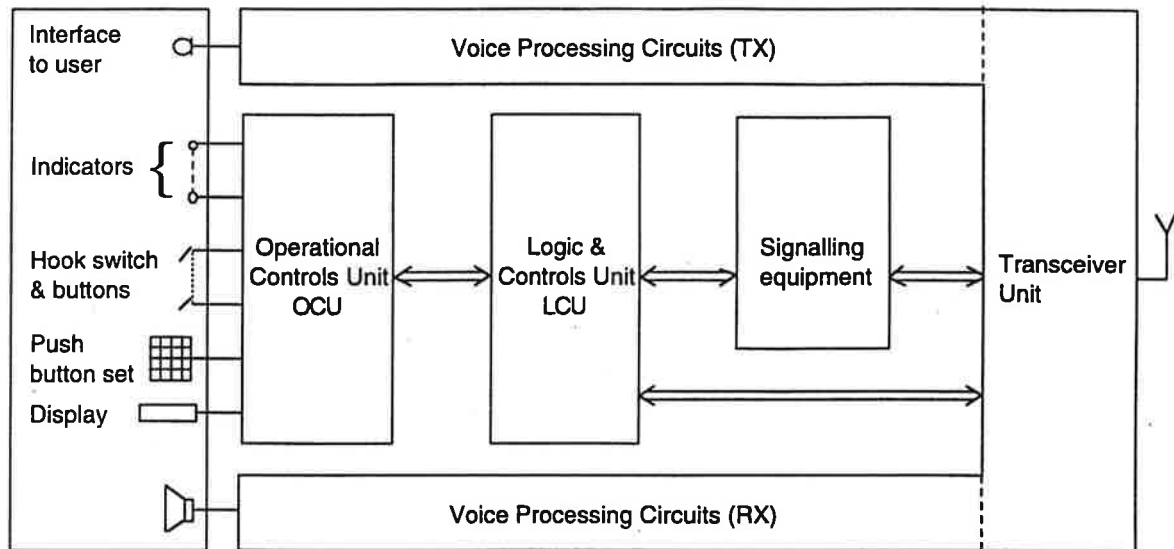 Interface
to user
Voice Processing Circuits (TX)
Indicators
Hook switch
& buttons
Push
button set
Display
Operational
Controls Unit
OCU
Logic &
Controls Unit
LCU
Signalling
equipment
Transceiver
Unit
Voice Processing Circuits (RX)